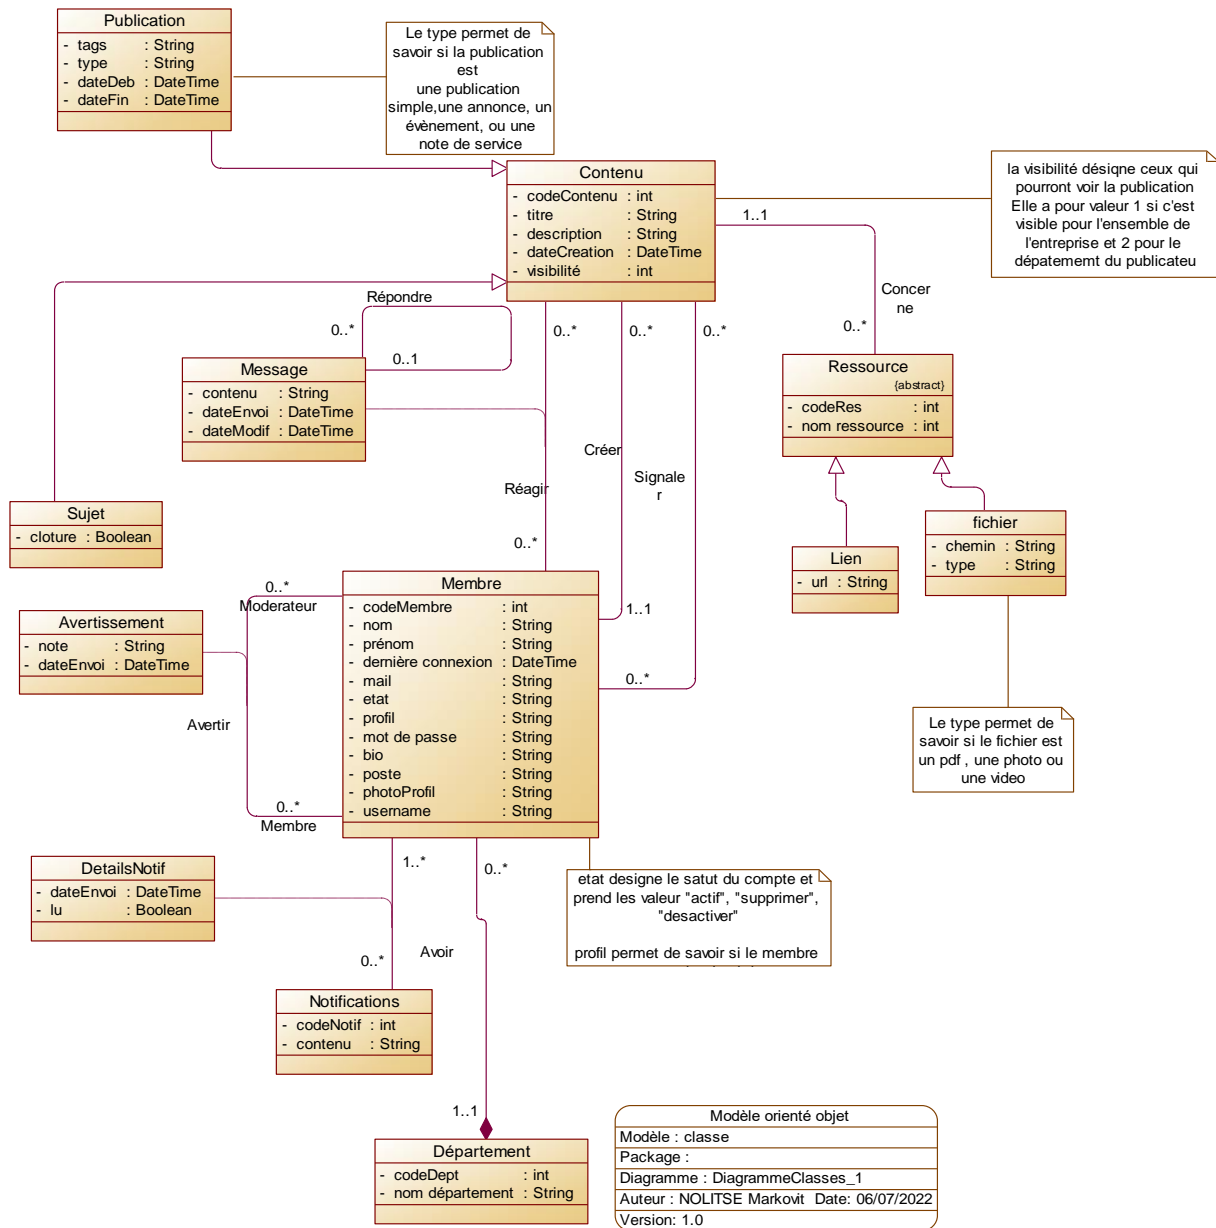 Publication
- tags : String
- type : String
- dateDeb : DateTime
- dateFin : DateTime
Le type permet de
savoir si la publication
est
une publication
simple,une annonce, un
évènement, ou une
note de service
Contenu
- codeContenu : int
- titre : String
- description : String
- dateCreation : DateTime
- visibilité : int
la visibilité désiqne ceux qui
pourront voir la publication
Elle a pour valeur 1 si c'est
visible pour l'ensemble de
l'entreprise et 2 pour le
dépatememt du publicateu
1..1
Concer
ne
0..*
Répondre
0..*
0..1
0..*
0..*
0..*
Message
- contenu : String
- dateEnvoi : DateTime
- dateModif : DateTime
Ressource
{abstract}
- codeRes : int
- nom ressource : int
Créer
Signale
r
Réagir
0..*
Sujet
- cloture : Boolean
Lien
- url : String
fichier
- chemin : String
- type : String
0..*
Moderateur
Avertissement
- note : String
- dateEnvoi : DateTime
Avertir
0..*
Membre
Membre
- codeMembre : int
- nom : String
- prénom : String
- dernière connexion : DateTime
- mail : String
- etat : String
- profil : String
- mot de passe : String
- bio : String
- poste : String
- photoProfil : String
- username : String
1..1
0..*
Le type permet de
savoir si le fichier est
un pdf , une photo ou
une video
DetailsNotif
- dateEnvoi : DateTime
- lu : Boolean
1..*
0..*
etat designe le satut du compte et
prend les valeur "actif", "supprimer",
"desactiver"
profil permet de savoir si le membre
Avoir
0..*
Notifications
- codeNotif : int
- contenu : String
1..1
Département
- codeDept : int
- nom département : String
Modèle orienté objet
Modèle : classe
Package :
Diagramme : DiagrammeClasses_1
Auteur : NOLITSE Markovit Date: 06/07/2022
Version: 1.0